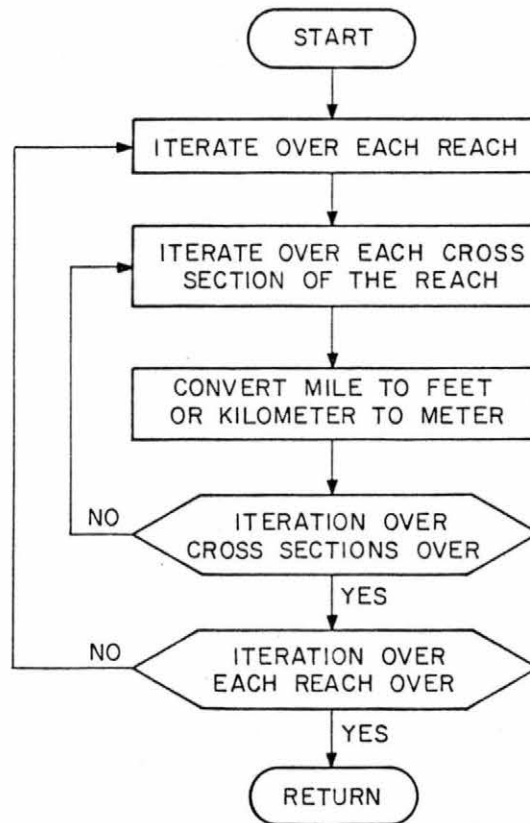 START
ITERATE OVER EACH REACH
ITERATE OVER EACH CROSS
SECTION OF THE REACH
CONVERT MILE TO FEET
OR KILOMETER TO METER
NO
ITERATION OVER
CROSS SECTIONS OVER
YES
NO
ITERATION OVER
EACH REACH OVER
YES
RETURN